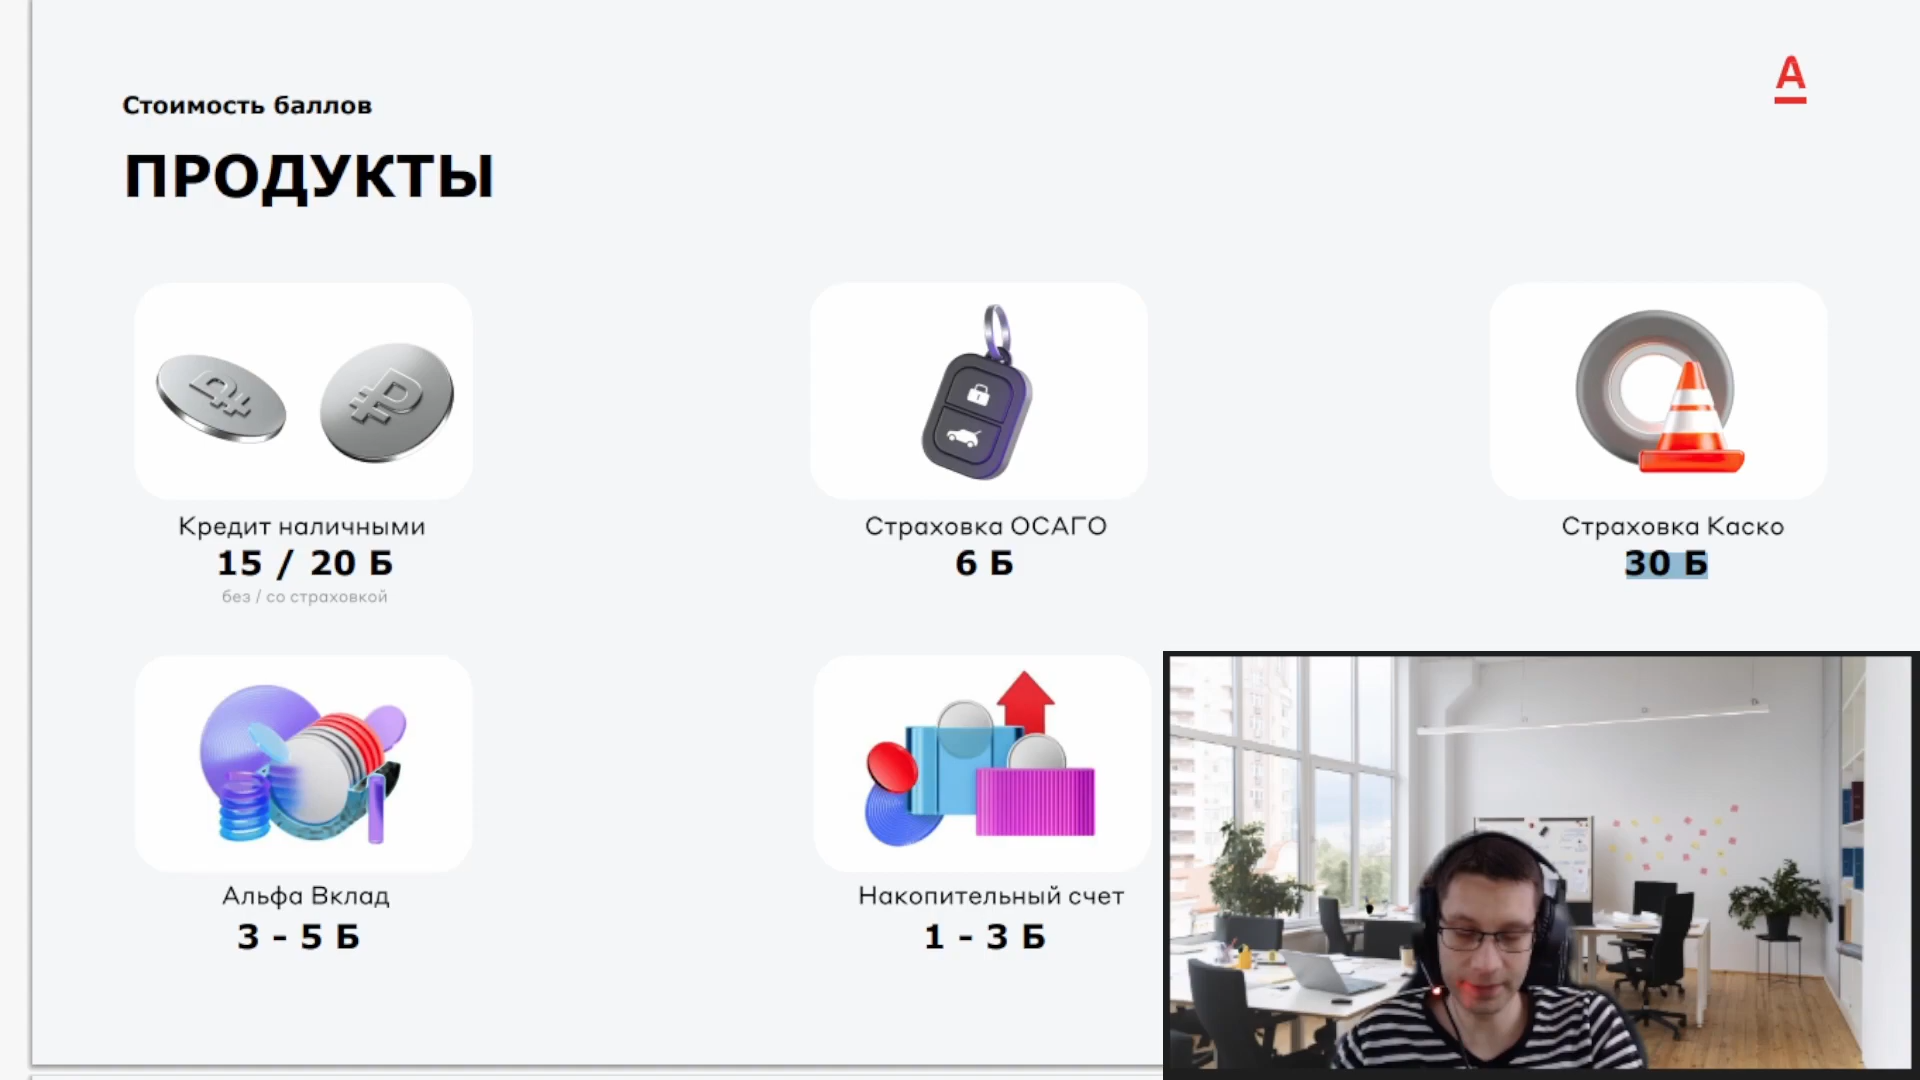 Стоимость баллов
ПРОДУКТЫ
А
Кредит наличными
15 / 20 Б
без / со страховкой
Страховка ОСАГО
6 Б
Страховка Каско
30 Б
Альфа Вклад
3 - 5 Б
Накопительный счет
1 - 3 Б